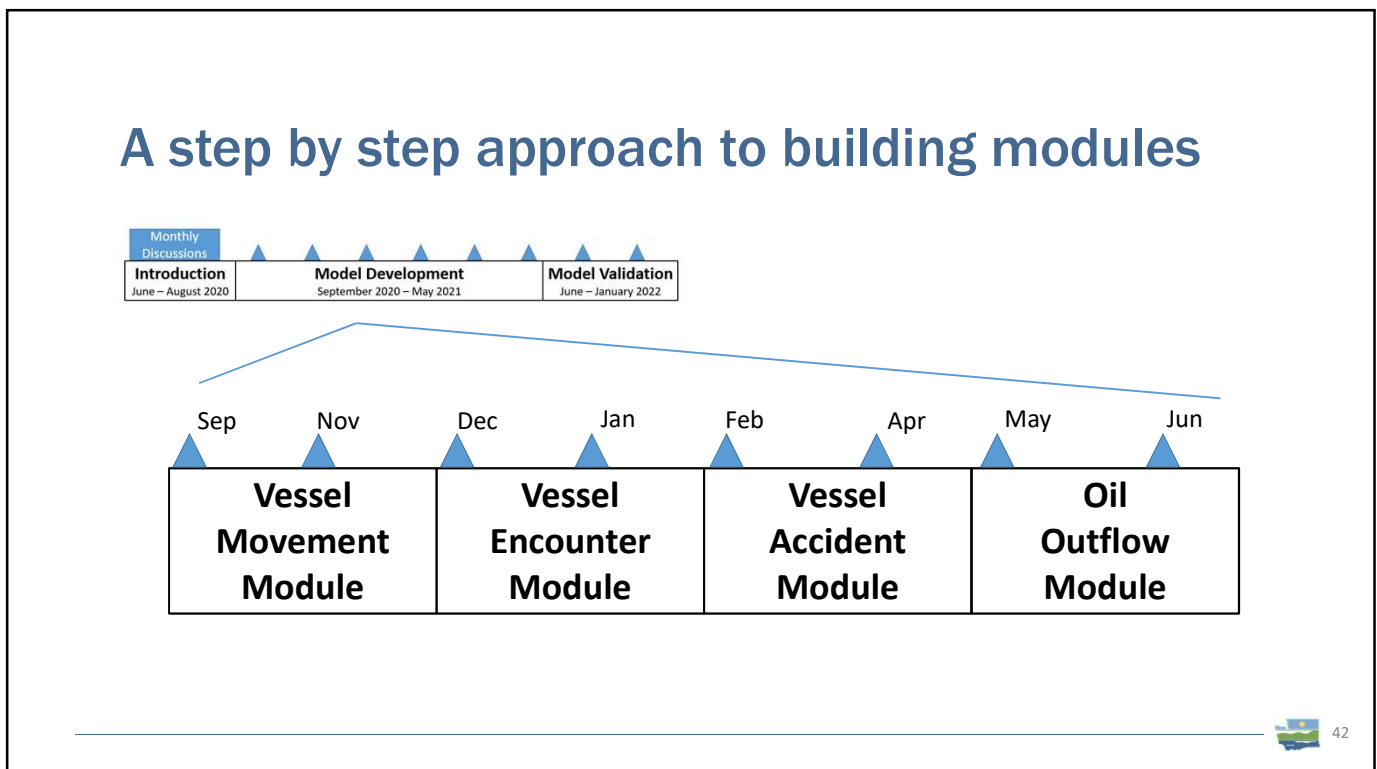 A step by step approach to building modules
Monthly
Discussions
Introduction
June – August 2020
Model Development
September 2020 – May 2021
Model Validation
June – January 2022
Sep
Nov
Dec
Jan
Feb
Apr
May
Jun
Vessel
Movement
Module
Vessel
Encounter
Module
Vessel
Accident
Module
Oil
Outflow
Module
42